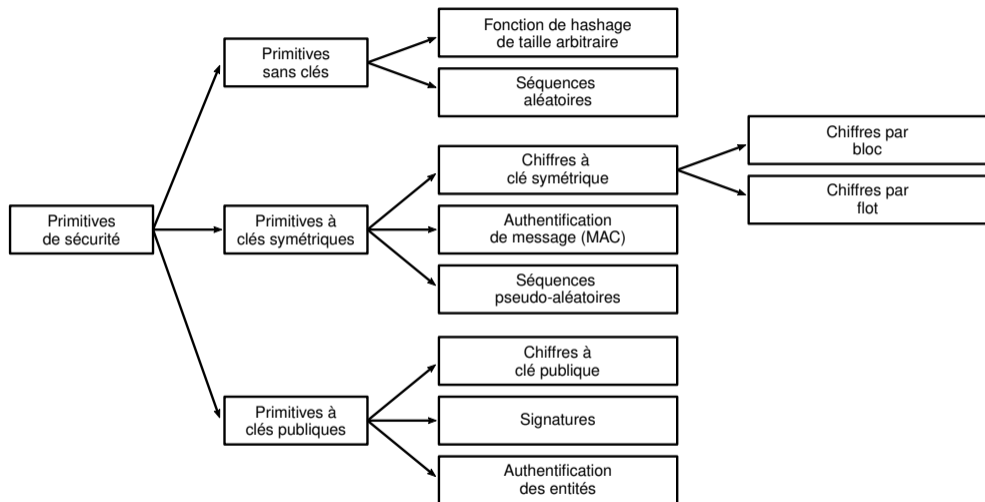 Primitives
de sécurité
Primitives
sans clés
Fonction de hashage
de taille arbitraire
Séquences
aléatoires
Primitives à
clés symétriques
Chiffres à
clé symétrique
Chiffres par
bloc
Chiffres par
flot
Authentification
de message (MAC)
Séquences
pseudo-aléatoires
Primitives à
clés publiques
Chiffres à
clé publique
Signatures
Authentification
des entités